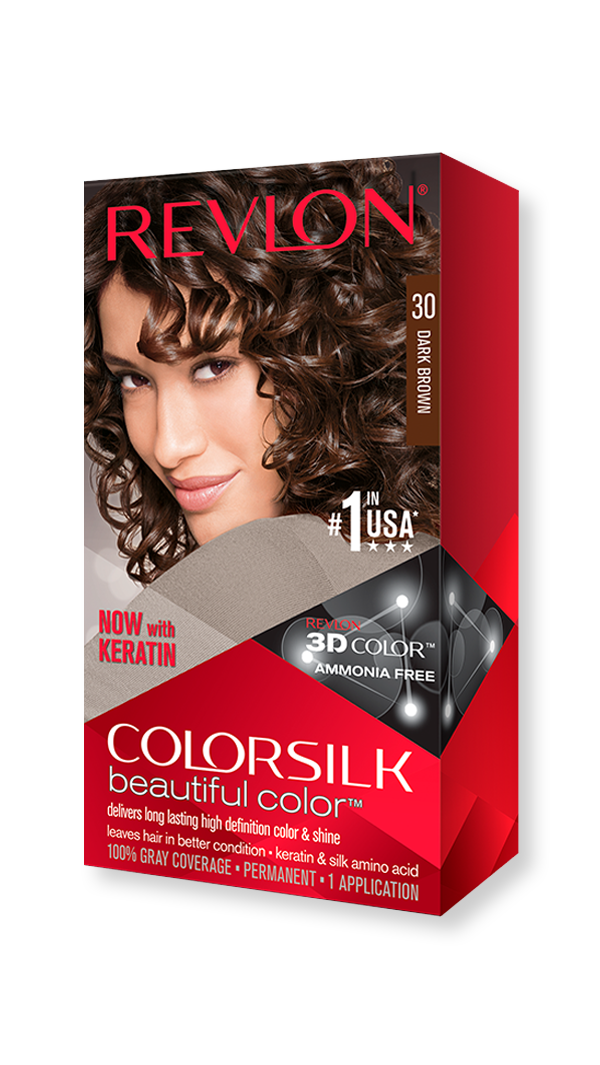 REVLON®
30
DARK BROWN
#1 IN USA*
NOW with
KERATIN
REVLON
3D COLOR™
AMMONIA FREE
COLORSILK
beautiful color™
delivers long lasting high definition color & shine
leaves hair in better condition • keratin & silk amino acid
100% GRAY COVERAGE • PERMANENT • 1 APPLICATION